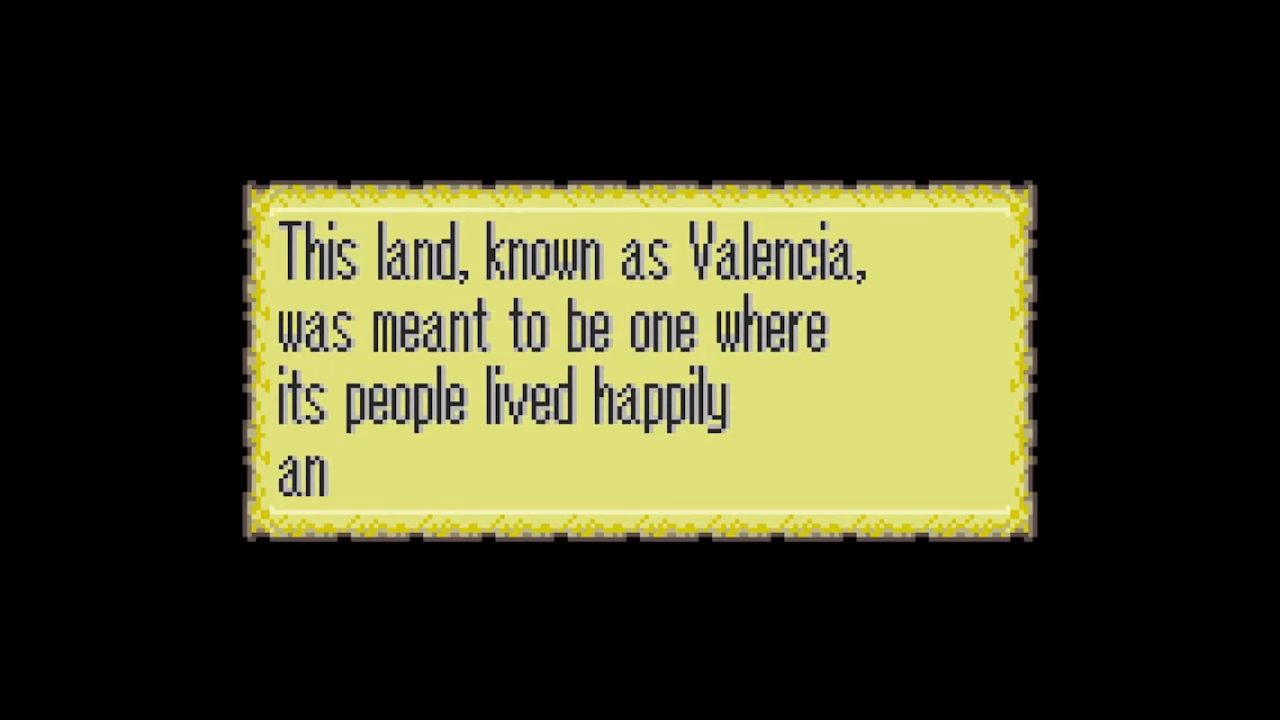 This land, known as Valencia,
was meant to be one where
its people lived happily
an